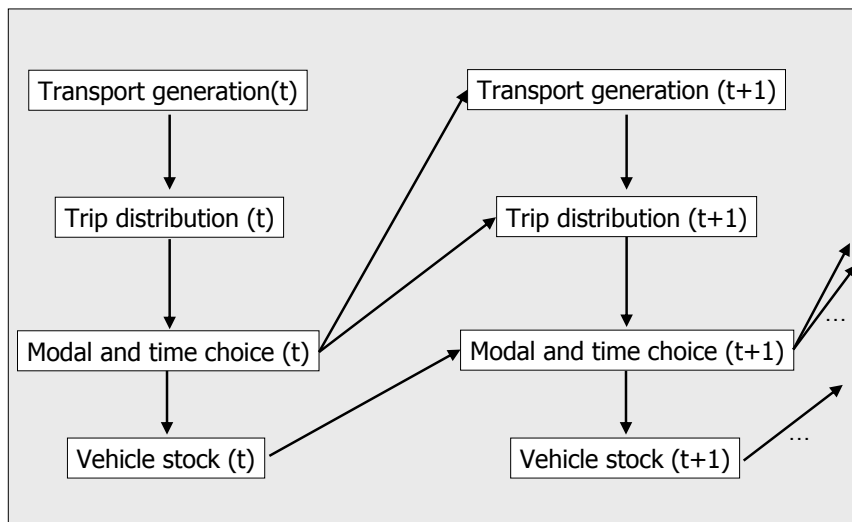 Transport generation(t)
Trip distribution (t)
Modal and time choice (t)
Vehicle stock (t)
Transport generation (t+1)
Trip distribution (t+1)
Modal and time choice (t+1)
Vehicle stock (t+1)
...
...